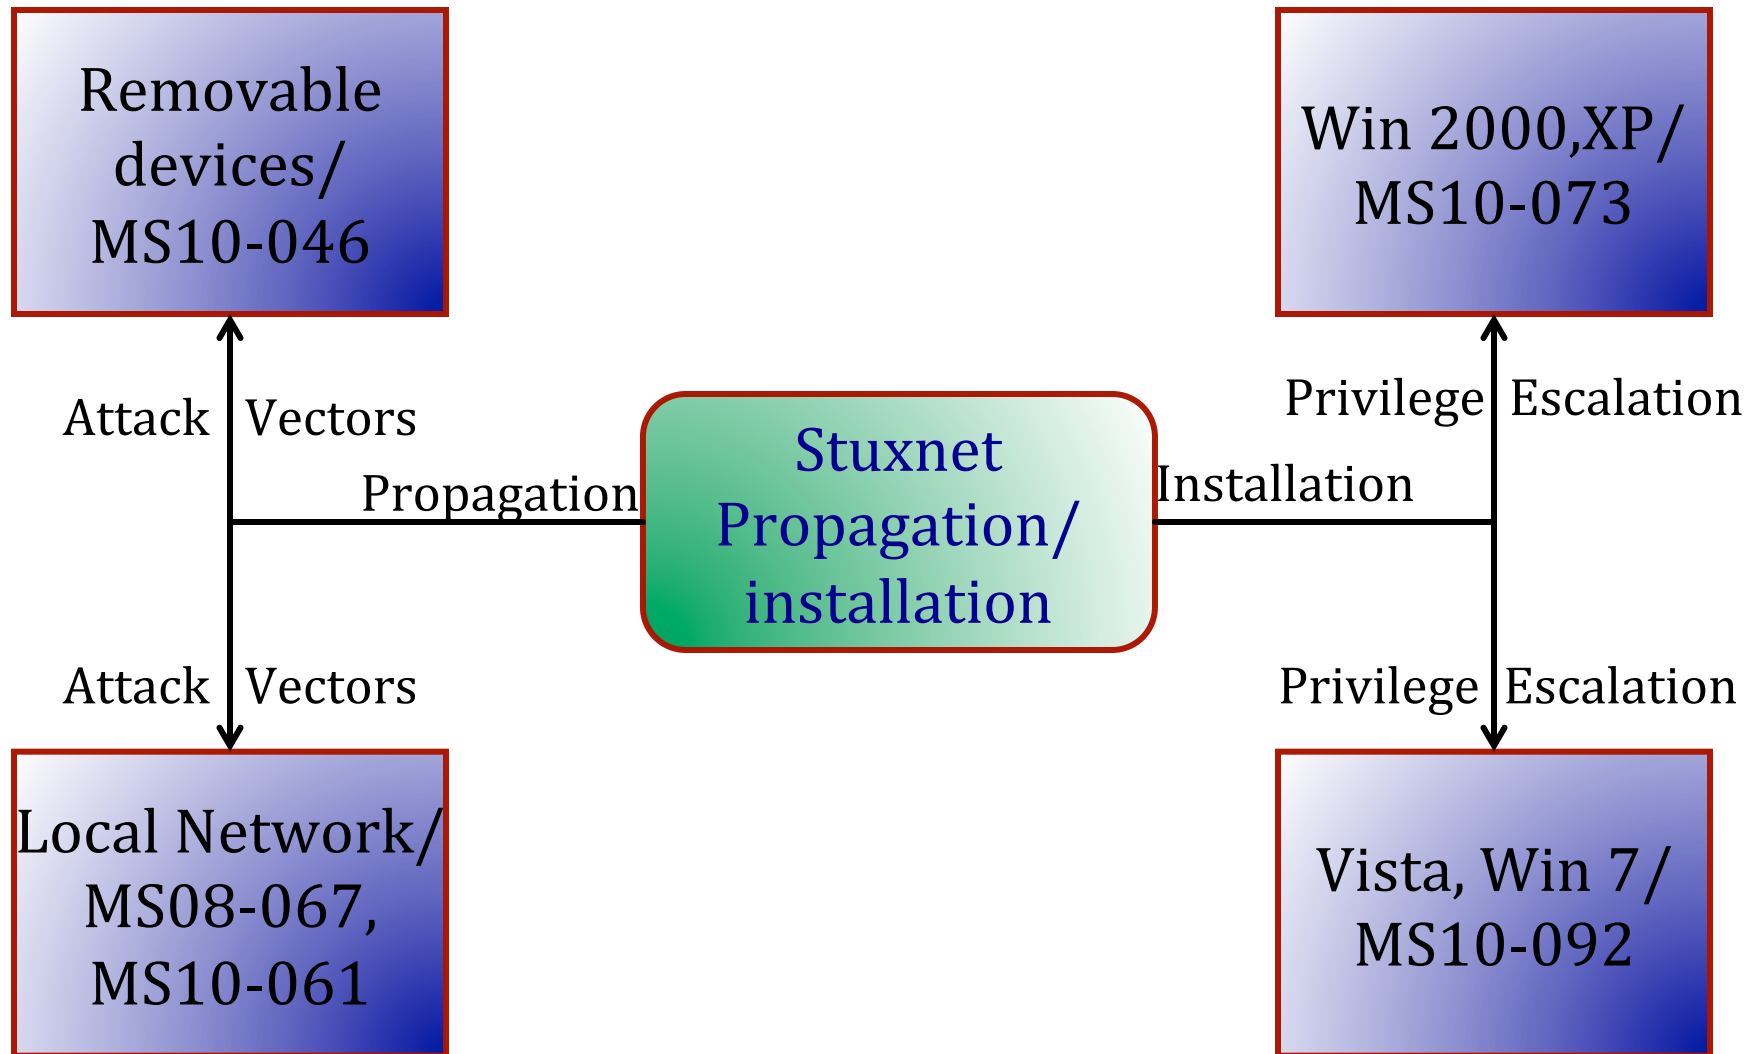 Removable
devices/
MS10-046
Win 2000,XP/
MS10-073
Attack Vectors
Privilege Escalation
Propagation
Stuxnet
Propagation/
installation
Installation
Attack Vectors
Privilege Escalation
Local Network/
MS08-067,
MS10-061
Vista, Win 7/
MS10-092